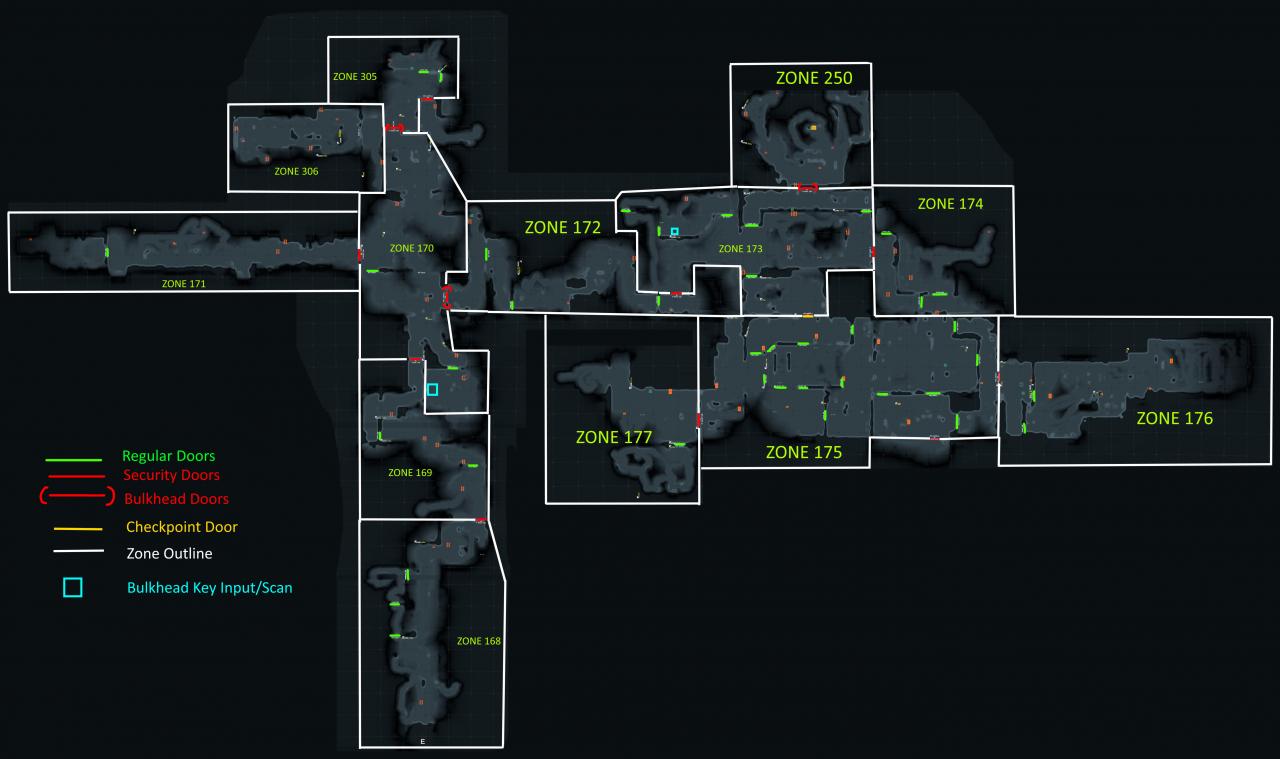 ZONE 305
ZONE 250
ZONE 306
ZONE 174
ZONE 172
ZONE 170
ZONE 173
ZONE 171
ZONE 177
ZONE 176
ZONE 175
Regular Doors
Security Doors
ZONE 169
Bulkhead Doors
Checkpoint Door
Zone Outline
Bulkhead Key Input/Scan
ZONE 168
E